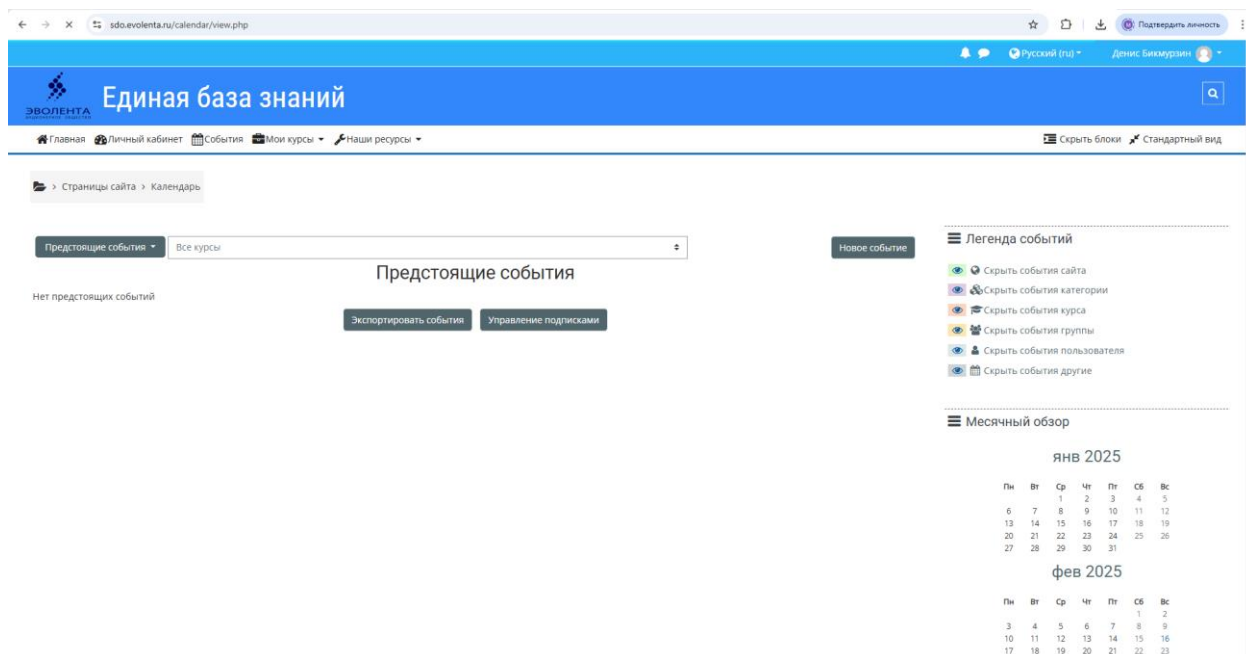 sdo.evolenta.ru/calendar/view.php
Подтвердить личность
Русский (ru)
Денис Бикмурзин
ЭВОЛЕНТА
Единая база знаний
Главная Личный кабинет События Мои курсы Наши ресурсы
Скрыть блоки Стандартный вид
> Страницы сайта > Календарь
Предстоящие события
Все курсы
Новое событие
Предстоящие события
Нет предстоящих событий
Экспортировать события Управление подписками
Легенда событий
Скрыть события сайта
Скрыть события категории
Скрыть события курса
Скрыть события группы
Скрыть события пользователя
Скрыть события другие
Месячный обзор
янв 2025
Пн Вт Ср Чт Пт Сб Вс
1 2 3 4 5
6 7 8 9 10 11 12
13 14 15 16 17 18 19
20 21 22 23 24 25 26
27 28 29 30 31
фев 2025
Пн Вт Ср Чт Пт Сб Вс
1 2
3 4 5 6 7 8 9
10 11 12 13 14 15 16
17 18 19 20 21 22 23